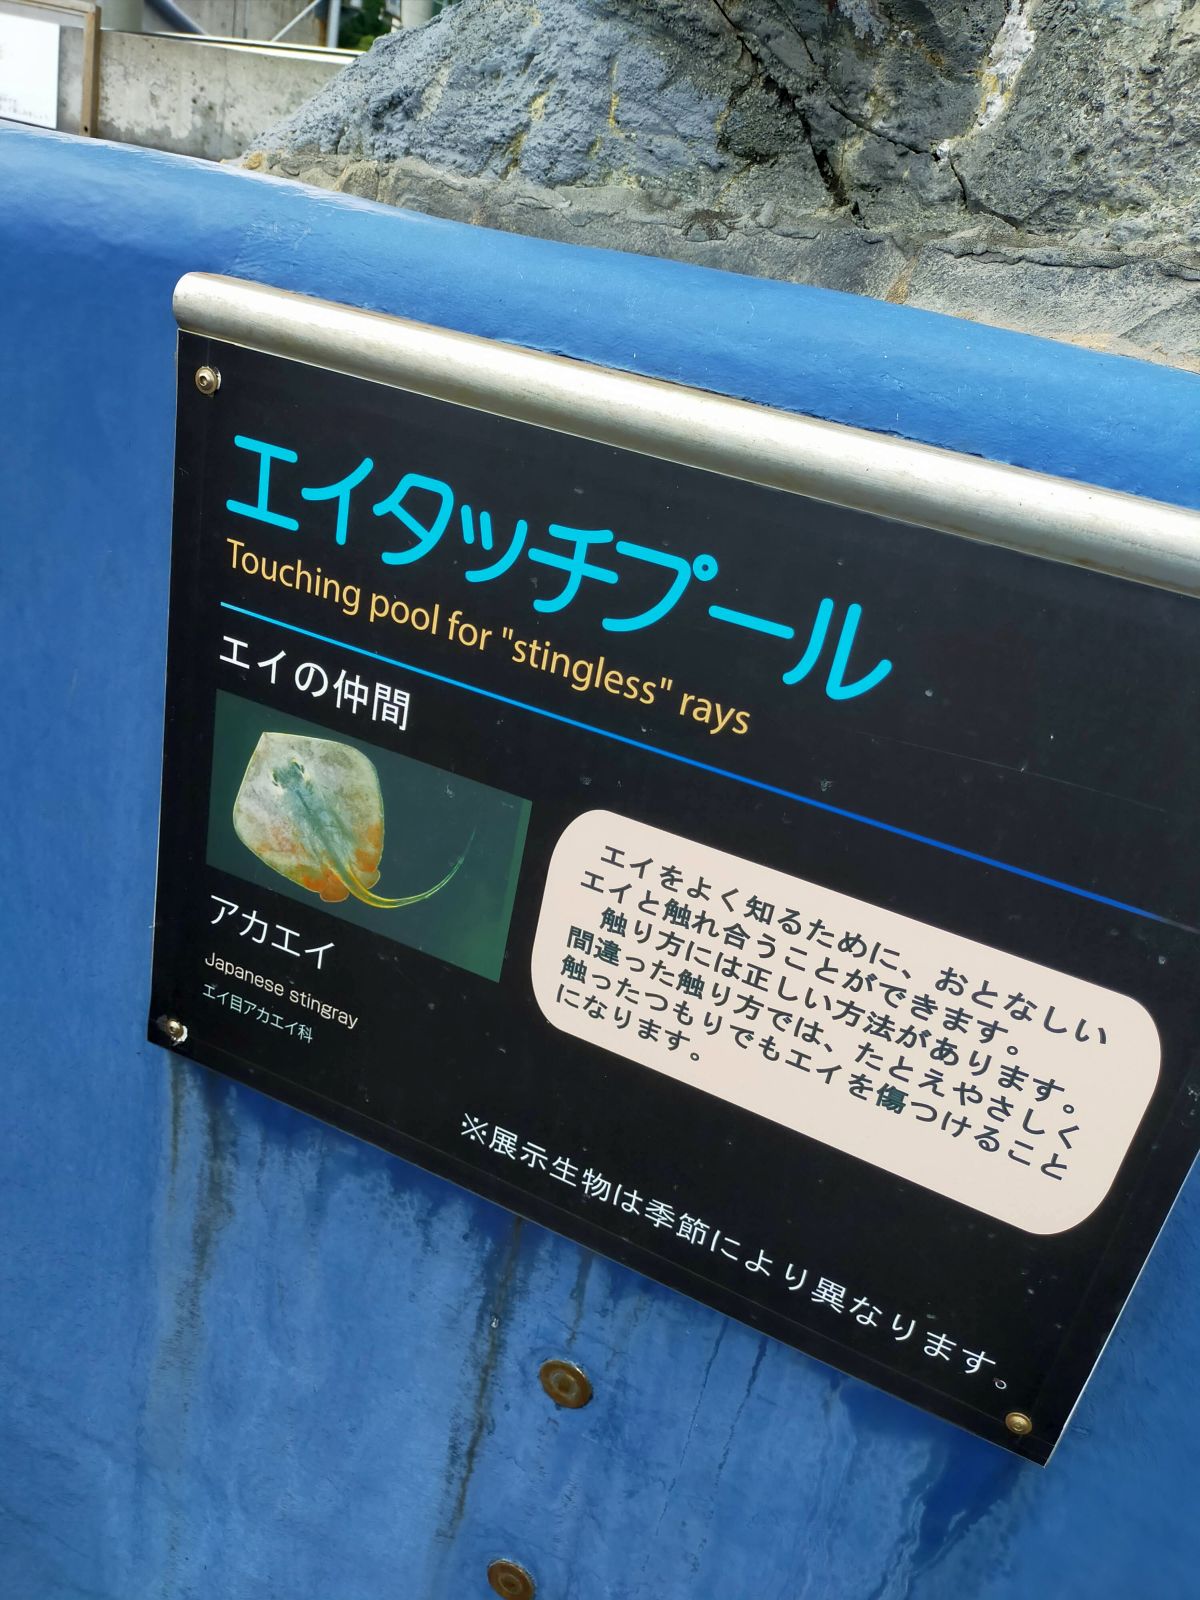 エイタッチプール
Touching pool for "stingless" rays
エイの仲間
アカエイ
Japanese stingray
エイ目アカエイ科
エイをよく知るために、おとなしい
エイと触れ合うことができます。
触り方には正しい方法があります。
間違った触り方では、たとえやさしく
触ったつもりでもエイを傷つけること
になります。
※展示生物は季節により異なります。